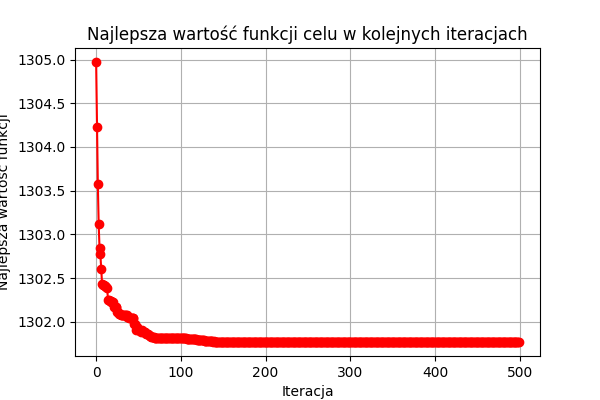 Najlepsza wartość funkcji celu w kolejnych iteracjach
Najlepsza wartość funkcji
1305.0
1304.5
1304.0
1303.5
1303.0
1302.5
1302.0
0 100 200 300 400 500
Iteracja